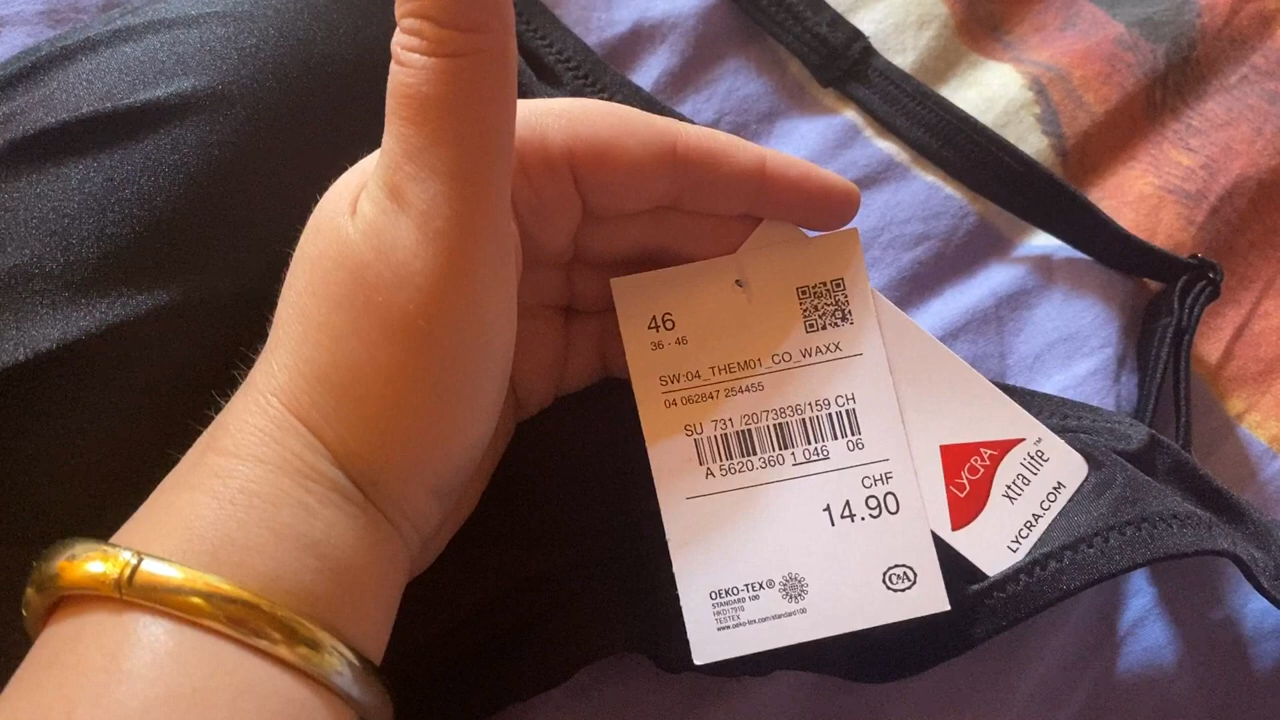 46
36 - 46
SW:04_THEM01_CO_WAXX
04 062847 254455
SU 731 /20/73836/159 CH
A 5620.360 1 046 06
CHF
14.90
OEKO-TEX®
STANDARD 100
HKD17910
TESTEX
www.oeko-tex.com/standard100
C&A
LYCRA
xtra life™
LYCRA.COM